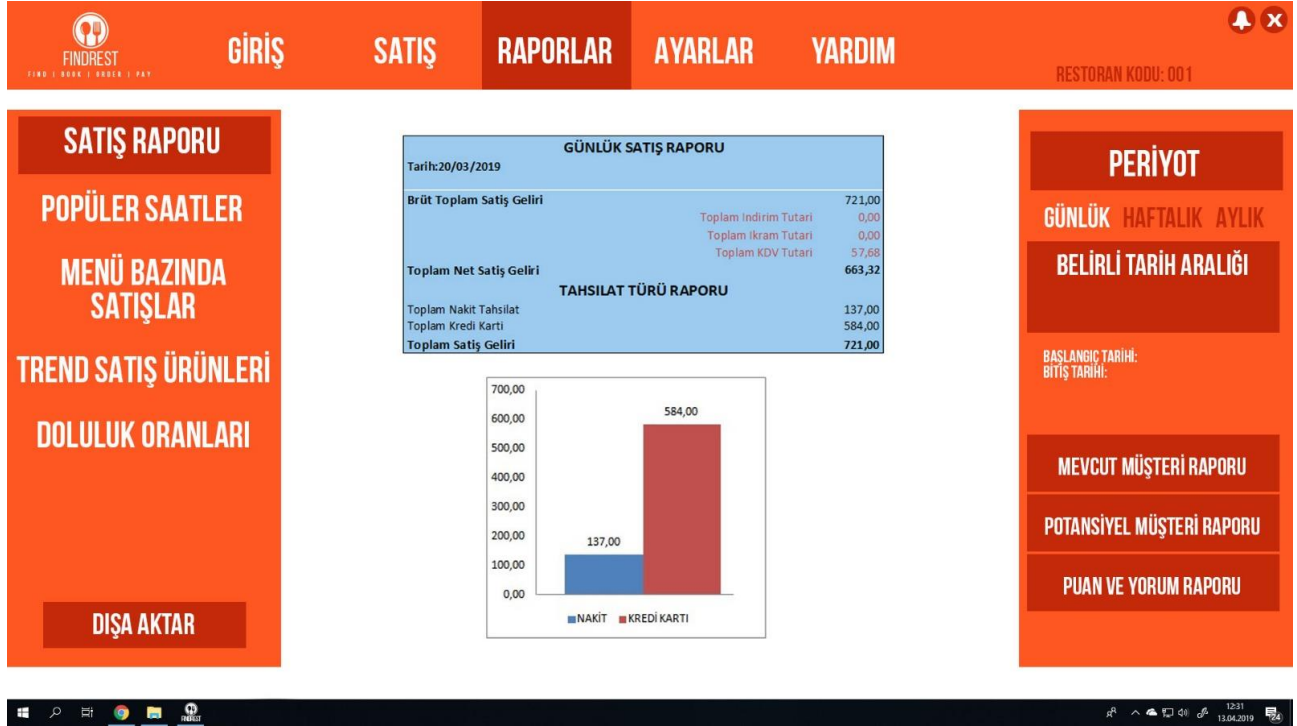 FINDREST
FIND | BOOK | ORDER | PAY
GİRİŞ
SATIŞ
RAPORLAR
AYARLAR
YARDIM
RESTORAN KODU: 001
SATIŞ RAPORU
POPÜLER SAATLER
MENÜ BAZINDA
SATIŞLAR
TREND SATIŞ ÜRÜNLERİ
DOLULUK ORANLARI
DIŞA AKTAR
GÜNLÜK SATIŞ RAPORU
Tarih:20/03/2019
Brüt Toplam Satiş Geliri 721,00
Toplam Indirim Tutari 0,00
Toplam Ikram Tutari 0,00
Toplam KDV Tutari 57,68
Toplam Net Satiş Geliri 663,32
TAHSILAT TÜRÜ RAPORU
Toplam Nakit Tahsilat 137,00
Toplam Kredi Karti 584,00
Toplam Satiş Geliri 721,00
700,00
600,00
500,00
400,00
300,00
200,00
100,00
0,00
137,00
584,00
NAKİT KREDİ KARTI
PERİYOT
GÜNLÜK HAFTALIK AYLIK
BELİRLİ TARİH ARALIĞI
BAŞLANGIÇ TARİHİ:
BİTİŞ TARİHİ:
MEVCUT MÜŞTERİ RAPORU
POTANSİYEL MÜŞTERİ RAPORU
PUAN VE YORUM RAPORU
FINDREST
12:31
13.04.2019
24